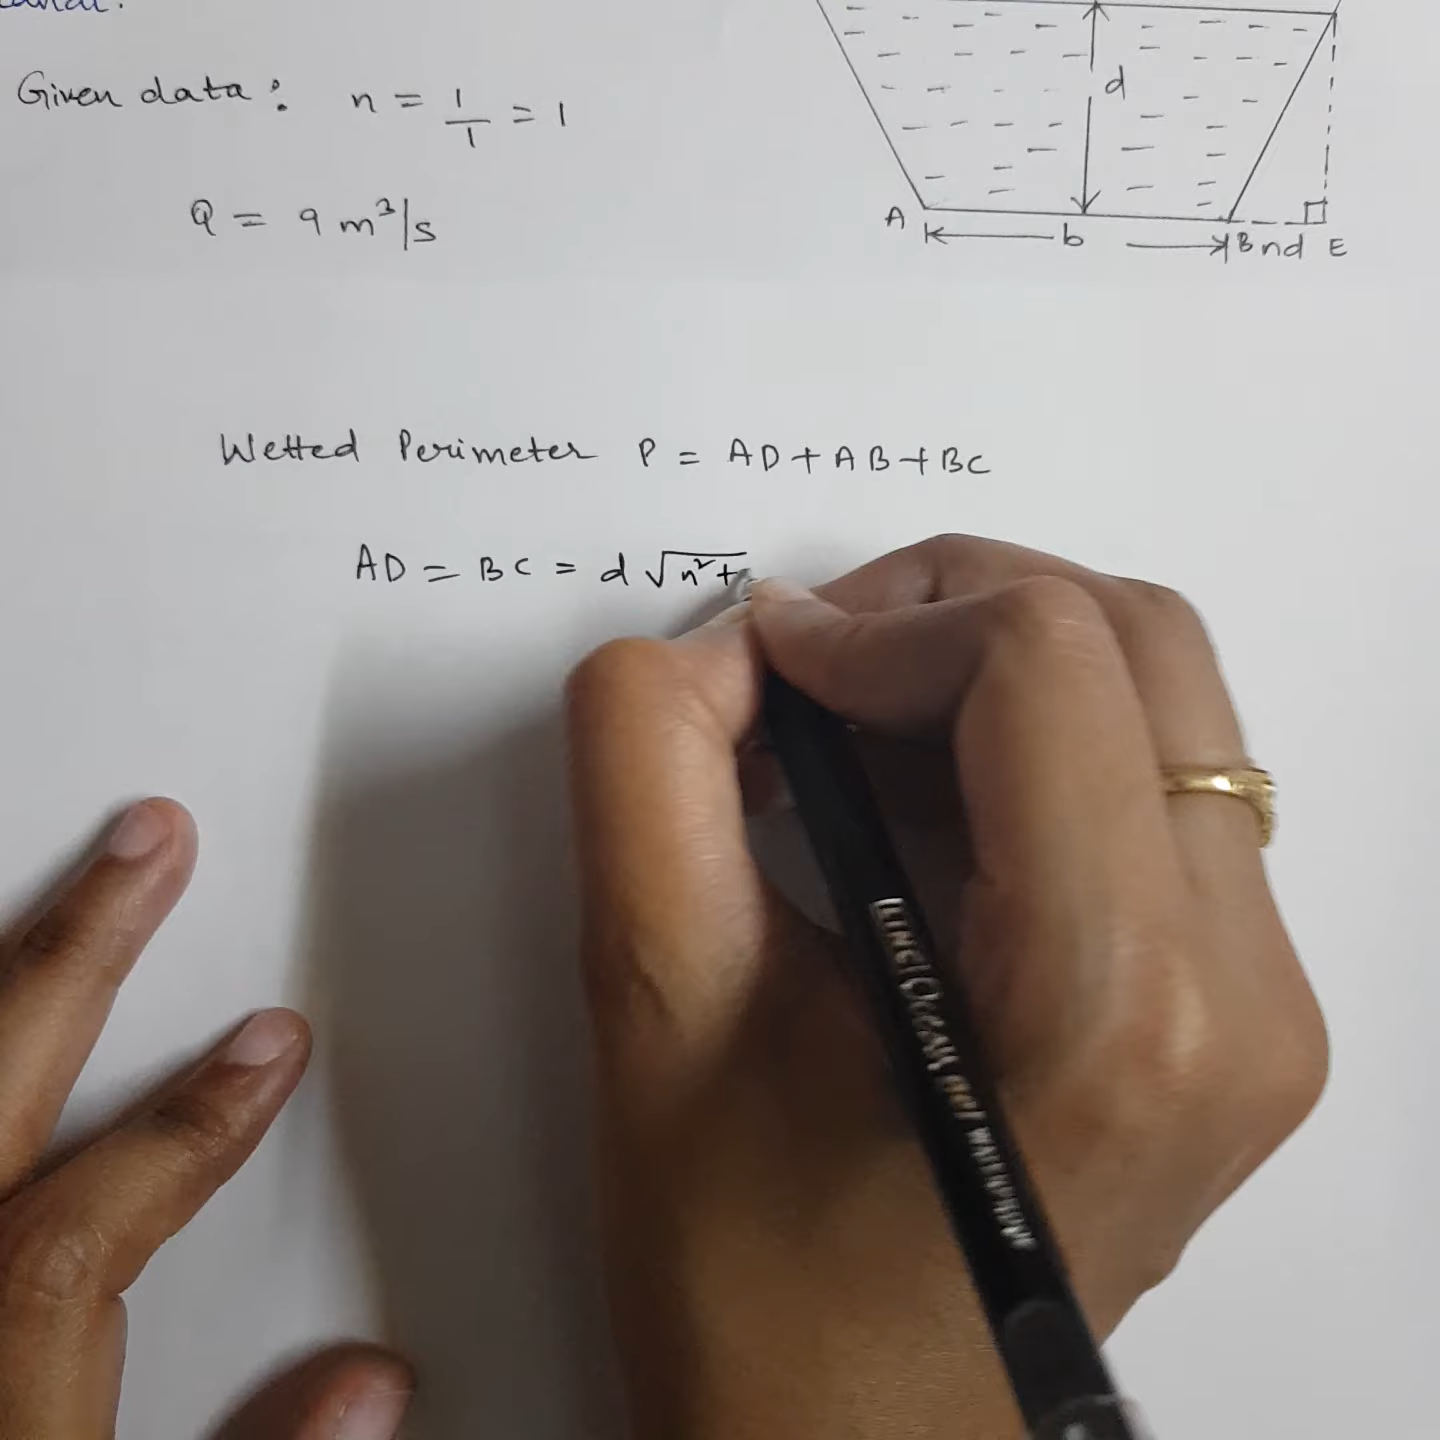 Given data : n = 1/1 = 1
d
Q = 9 m³/s
A b B nd E
Wetted Perimeter P = AD + AB + BC
AD = BC = d √n² +